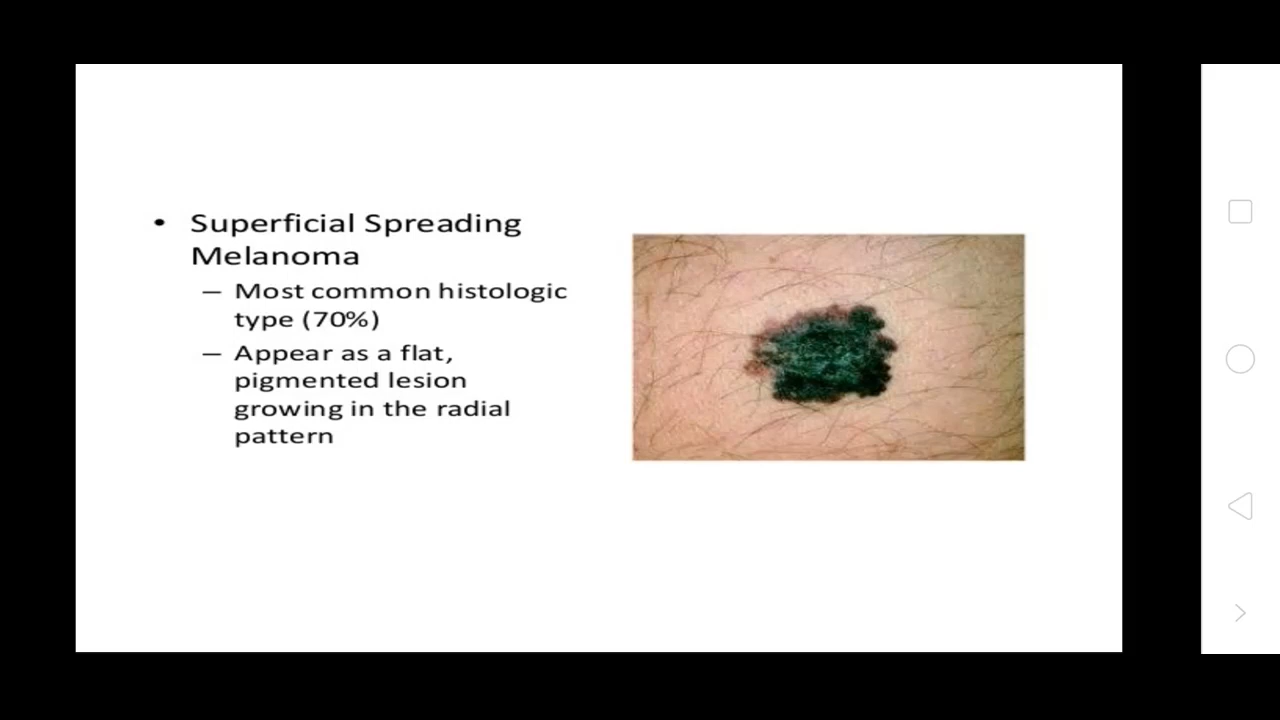 • Superficial Spreading
Melanoma
– Most common histologic
type (70%)
– Appear as a flat,
pigmented lesion
growing in the radial
pattern